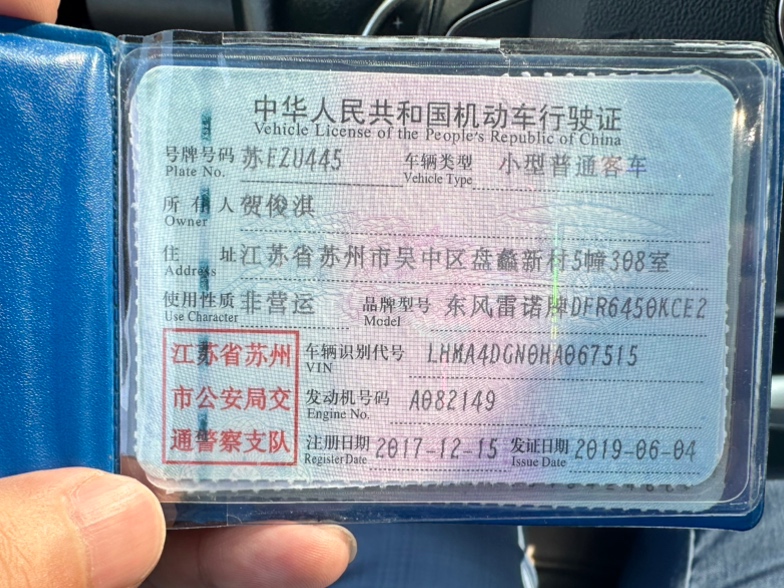 中华人民共和国机动车行驶证
Vehicle License of the People's Republic of China
号牌号码 苏EZU445 车辆类型 小型普通客车
Plate No. Vehicle Type
所有人 贺俊淇
Owner
住址 江苏省苏州市吴中区盘蠡新村5幢308室
Address
使用性质 非营运 品牌型号 东风雷诺牌DFR6450KCE2
Use Character Model
江苏省苏州 车辆识别代号 LHMA4DGN0HA067515
VIN
市公安局交 发动机号码 A082149
Engine No.
通警察支队 注册日期 2017-12-15 发证日期 2019-06-04
Register Date Issue Date